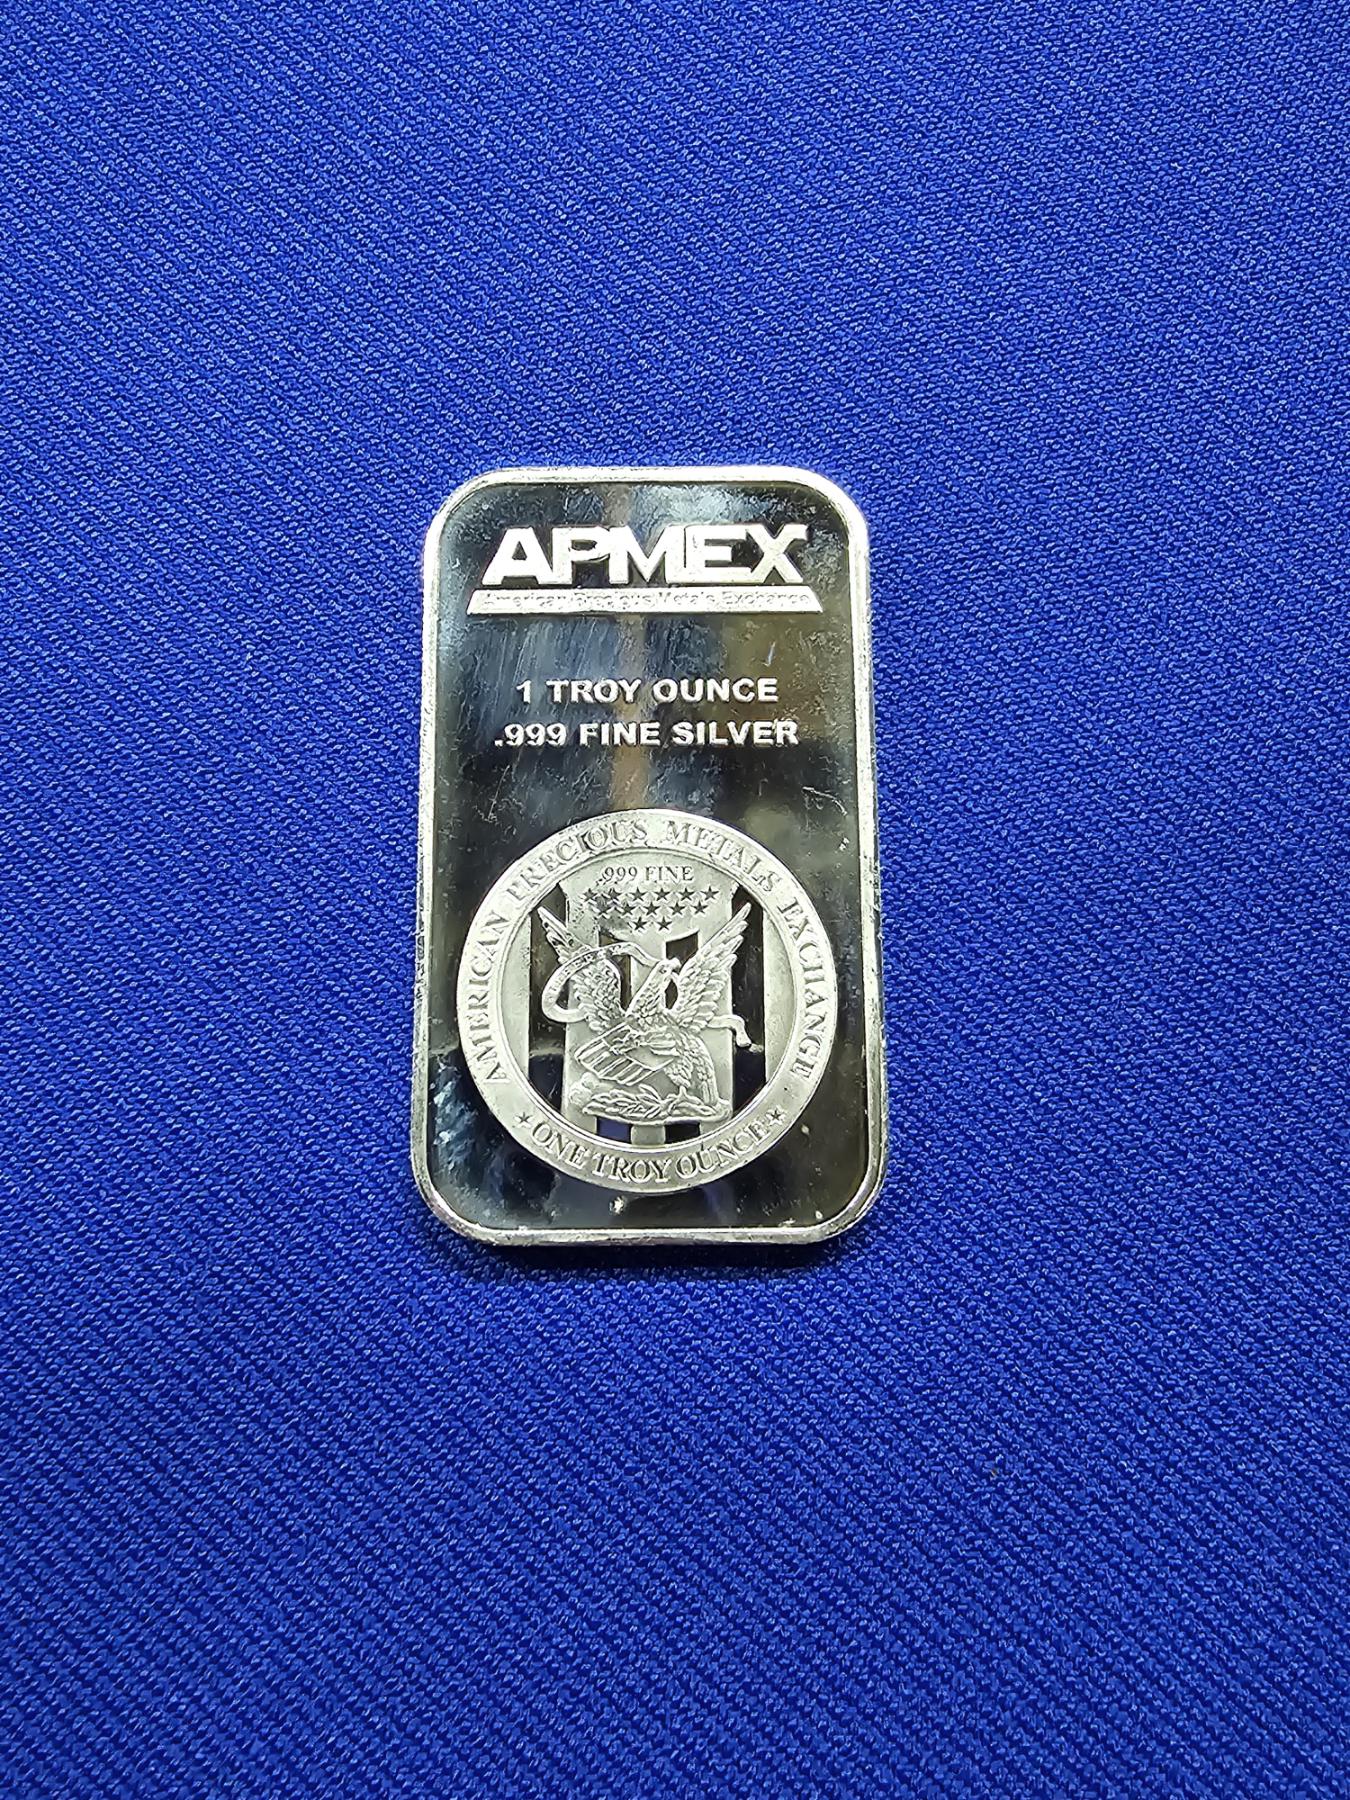 APMEX
American Precious Metals Exchange
1 TROY OUNCE
.999 FINE SILVER
AMERICAN PRECIOUS METALS EXCHANGE
.999 FINE
★ ONE TROY OUNCE ★